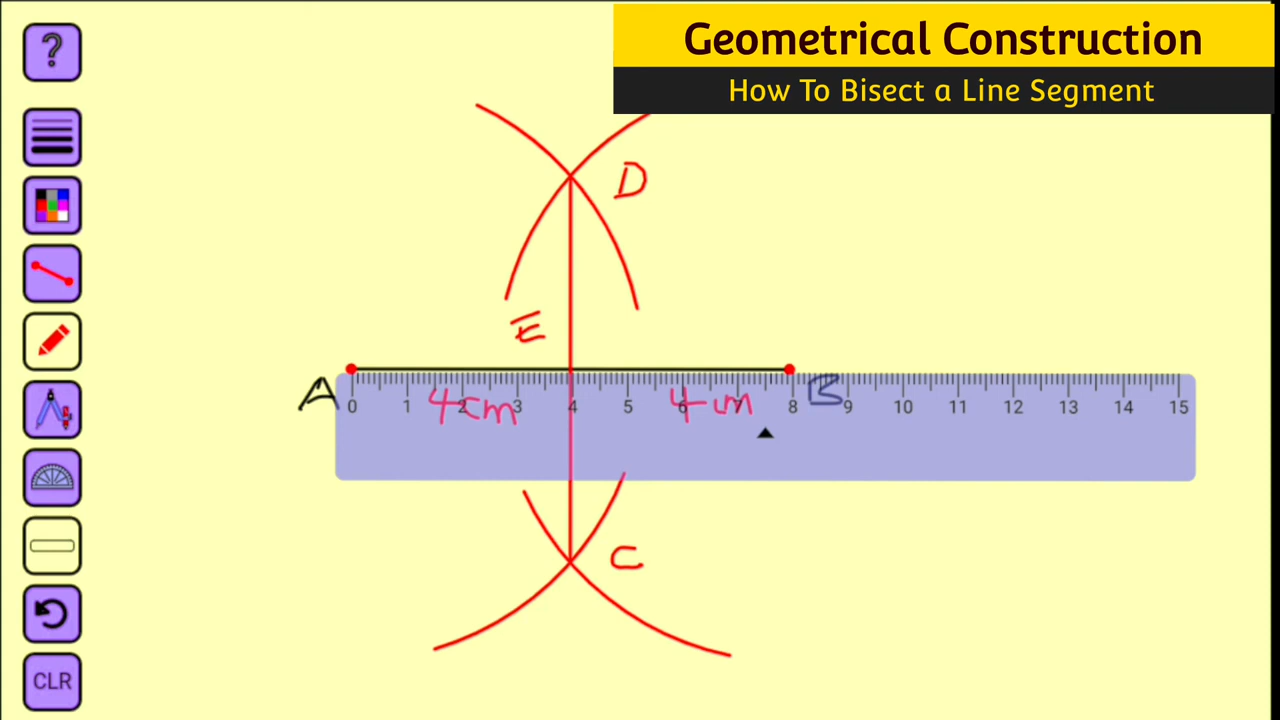 ?
Geometrical Construction
How To Bisect a Line Segment
D
E
A
B
4cm
4cm
0 1 2 3 4 5 6 7 8 9 10 11 12 13 14 15
C
CLR